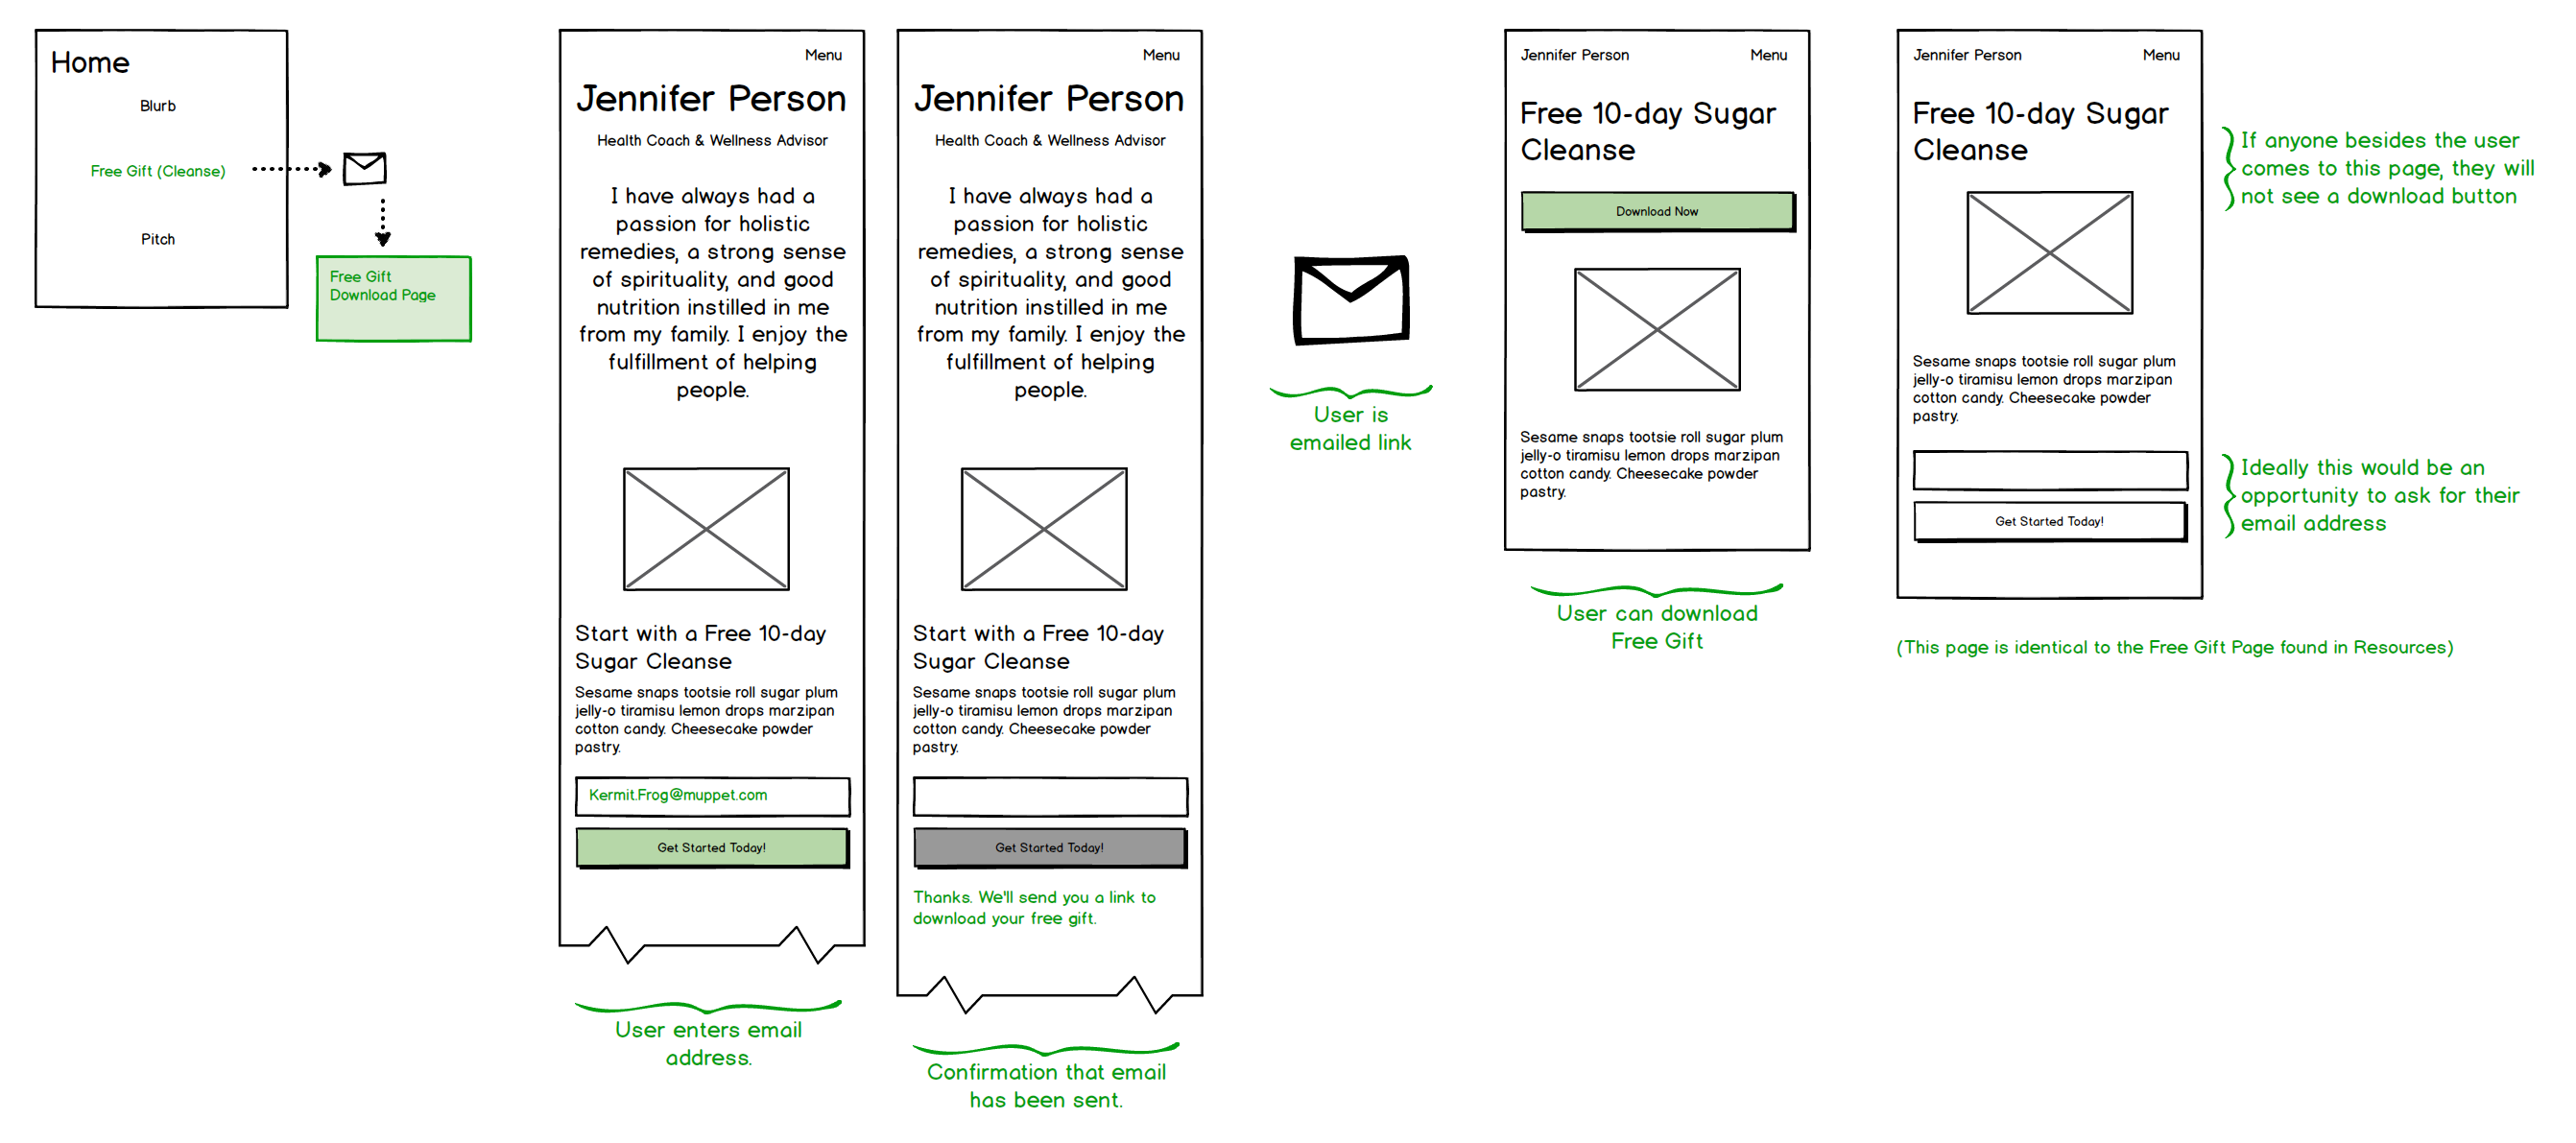 Home
Blurb
Free Gift (Cleanse)
Pitch
Free Gift
Download Page
Menu
Jennifer Person
Health Coach & Wellness Advisor
I have always had a
passion for holistic
remedies, a strong sense
of spirituality, and good
nutrition instilled in me
from my family. I enjoy the
fulfillment of helping
people.
Start with a Free 10-day
Sugar Cleanse
Sesame snaps tootsie roll sugar plum
jelly-o tiramisu lemon drops marzipan
cotton candy. Cheesecake powder
pastry.
Kermit.Frog@muppet.com
Get Started Today!
User enters email
address.
Menu
Jennifer Person
Health Coach & Wellness Advisor
I have always had a
passion for holistic
remedies, a strong sense
of spirituality, and good
nutrition instilled in me
from my family. I enjoy the
fulfillment of helping
people.
Start with a Free 10-day
Sugar Cleanse
Sesame snaps tootsie roll sugar plum
jelly-o tiramisu lemon drops marzipan
cotton candy. Cheesecake powder
pastry.
Get Started Today!
Thanks. We'll send you a link to
download your free gift.
Confirmation that email
has been sent.
User is
emailed link
Jennifer Person Menu
Free 10-day Sugar
Cleanse
Download Now
Sesame snaps tootsie roll sugar plum
jelly-o tiramisu lemon drops marzipan
cotton candy. Cheesecake powder
pastry.
User can download
Free Gift
Jennifer Person Menu
Free 10-day Sugar
Cleanse
Sesame snaps tootsie roll sugar plum
jelly-o tiramisu lemon drops marzipan
cotton candy. Cheesecake powder
pastry.
Get Started Today!
If anyone besides the user
comes to this page, they will
not see a download button
Ideally this would be an
opportunity to ask for their
email address
(This page is identical to the Free Gift Page found in Resources)